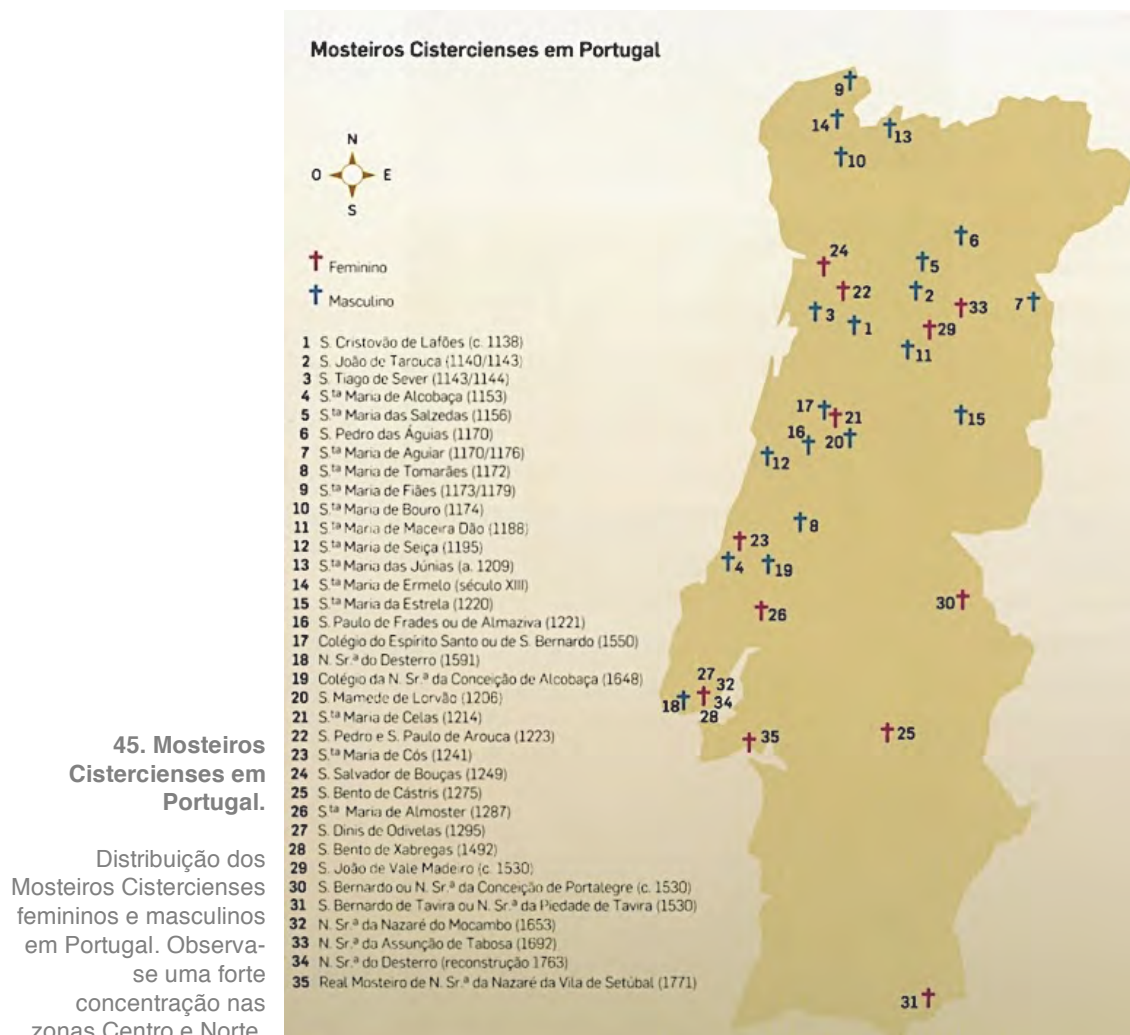 Mosteiros Cistercienses em Portugal
N
O E
S
Feminino
Masculino
1 S. Cristovão de Lafões (c. 1138)
2 S. João de Tarouca (1140/1143)
3 S. Tiago de Sever (1143/1144)
4 S.ta Maria de Alcobaça (1153)
5 S.ta Maria das Salzedas (1156)
6 S. Pedro das Águias (1170)
7 S.ta Maria de Aguiar (1170/1176)
8 S.ta Maria de Tomarães (1172)
9 S.ta Maria de Fiães (1173/1179)
10 S.ta Maria de Bouro (1174)
11 S.ta Maria de Maceira Dão (1188)
12 S.ta Maria de Seiça (1195)
13 S.ta Maria das Júnias (a. 1209)
14 S.ta Maria de Ermelo (século XIII)
15 S.ta Maria da Estrela (1220)
16 S. Paulo de Frades ou de Almaziva (1221)
17 Colégio do Espírito Santo ou de S. Bernardo (1550)
18 N. Sr.ª do Desterro (1591)
19 Colégio da N. Sr.ª da Conceição de Alcobaça (1648)
20 S. Mamede de Lorvão (1206)
21 S.ta Maria de Celas (1214)
22 S. Pedro e S. Paulo de Arouca (1223)
23 S.ta Maria de Cós (1241)
24 S. Salvador de Bouças (1249)
25 S. Bento de Cástris (1275)
26 S.ta Maria de Almoster (1287)
27 S. Dinis de Odivelas (1295)
28 S. Bento de Xabregas (1492)
29 S. João de Vale Madeiro (c. 1530)
30 S. Bernardo ou N. Sr.ª da Conceição de Portalegre (c. 1530)
31 S. Bernardo de Tavira ou N. Sr.ª da Piedade de Tavira (1530)
32 N. Sr.ª da Nazaré do Mocambo (1653)
33 N. Sr.ª da Assunção de Tabosa (1692)
34 N. Sr.ª do Desterro (reconstrução 1763)
35 Real Mosteiro de N. Sr.ª da Nazaré da Vila de Setúbal (1771)
9
14
13
10
6
24
5
22
2
33
7
3
1
29
11
17
21
15
16
20
12
8
23
4
19
30
26
27
32
18
34
28
35
25
31
45. Mosteiros
Cistercienses em
Portugal.
Distribuição dos
Mosteiros Cistercienses
femininos e masculinos
em Portugal. Observa-
se uma forte
concentração nas
zonas Centro e Norte.